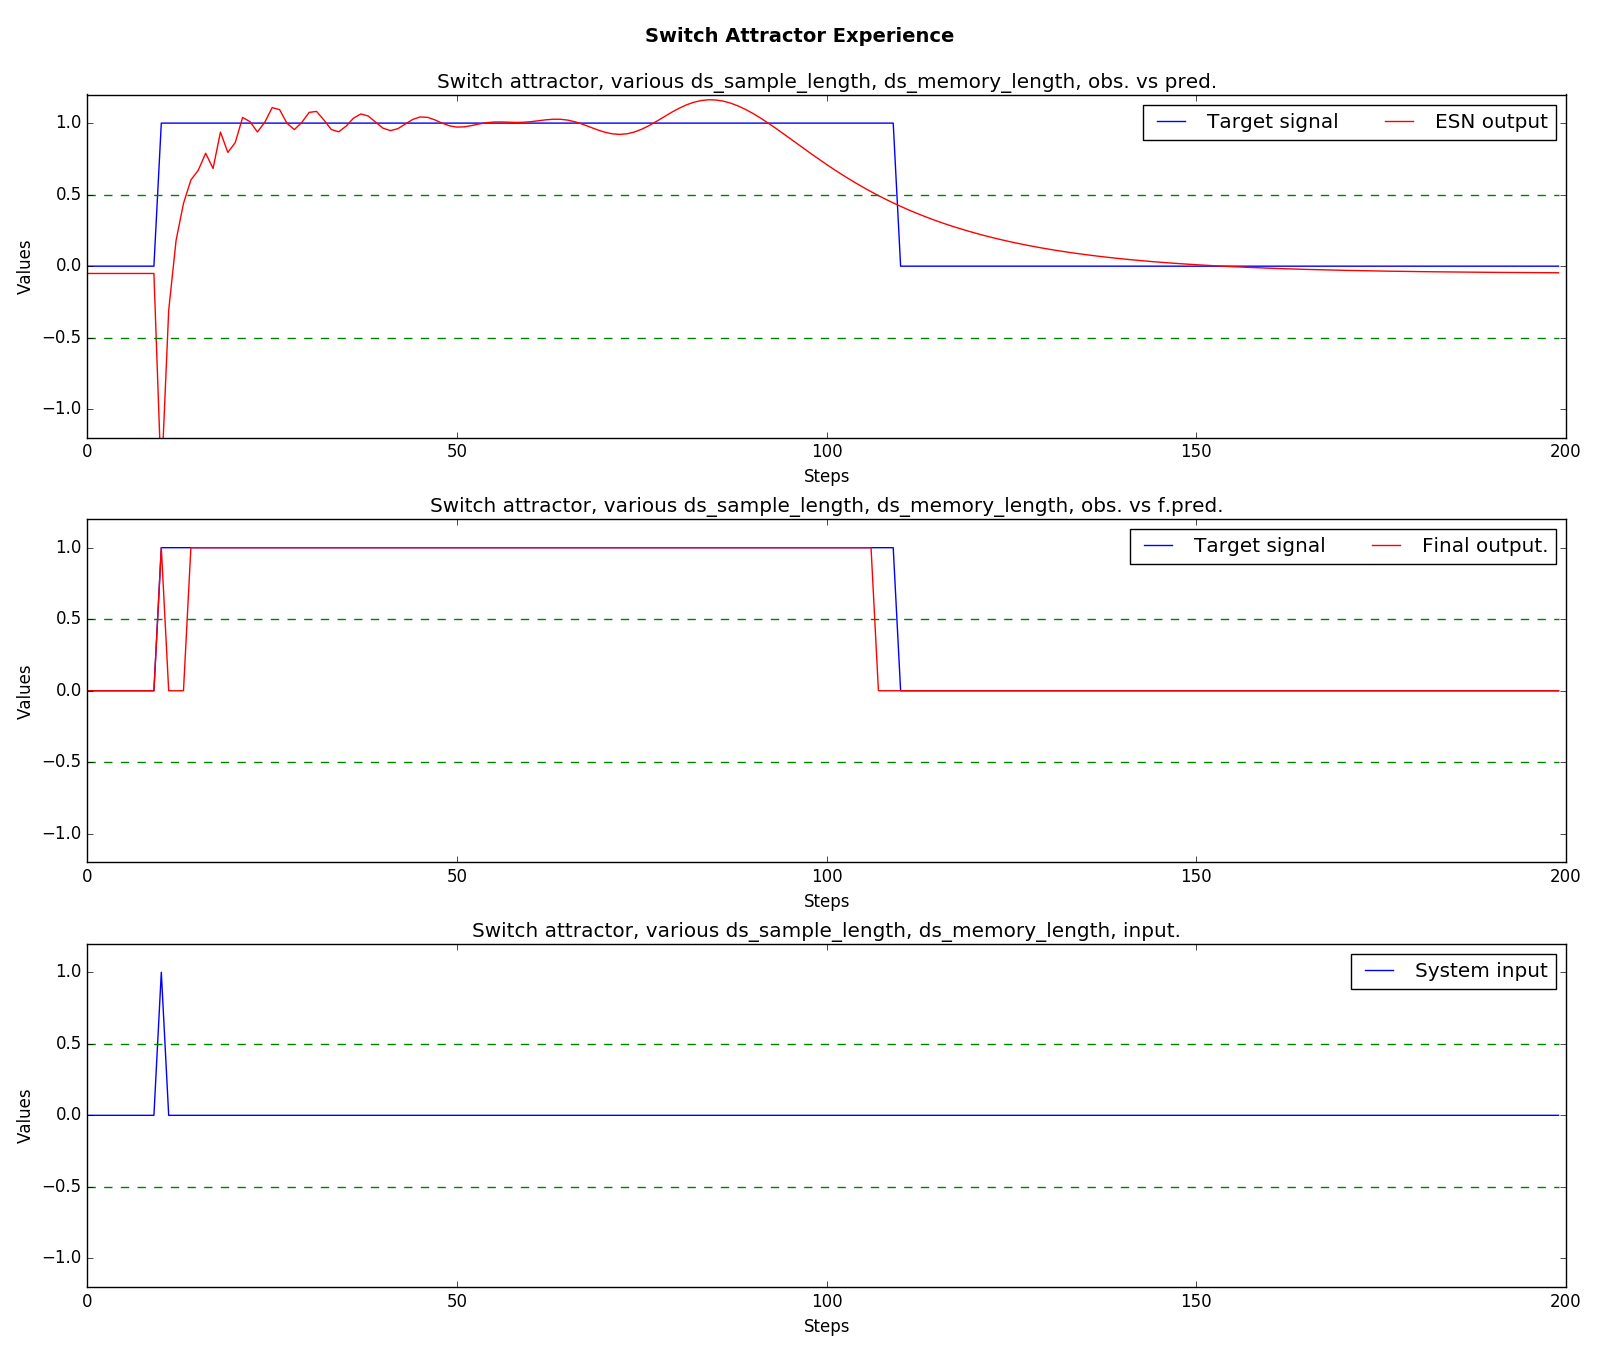 Switch Attractor Experience
Switch attractor, various ds_sample_length, ds_memory_length, obs. vs pred.
Target signal ESN output
1.0
0.5
0.0
−0.5
−1.0
Values
0 50 100 150 200
Steps
Switch attractor, various ds_sample_length, ds_memory_length, obs. vs f.pred.
Target signal Final output.
1.0
0.5
0.0
−0.5
−1.0
Values
0 50 100 150 200
Steps
Switch attractor, various ds_sample_length, ds_memory_length, input.
System input
1.0
0.5
0.0
−0.5
−1.0
Values
0 50 100 150 200
Steps